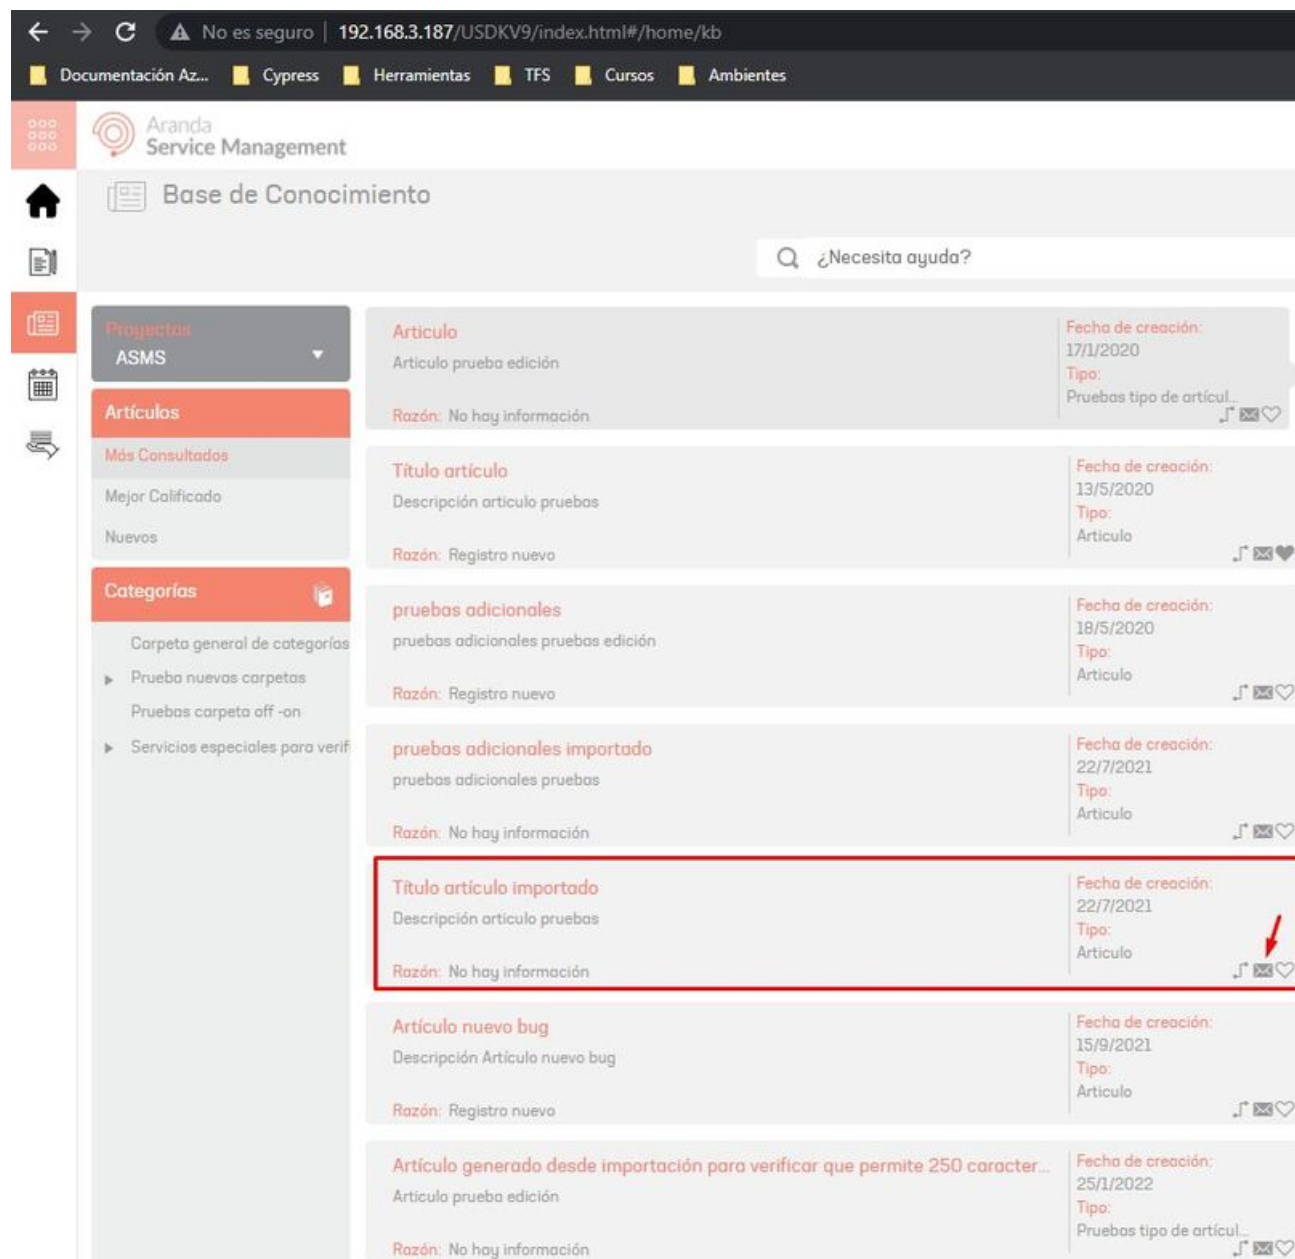 No es seguro | 192.168.3.187/USDKV9/index.html#/home/kb
Documentación Az... Cypress Herramientas TFS Cursos Ambientes
Aranda
Service Management
Base de Conocimiento
¿Necesita ayuda?
Proyectos
ASMS
Artículos
Más Consultados
Mejor Calificado
Nuevos
Categorías
Carpeta general de categorías
Prueba nuevas carpetas
Pruebas carpeta off -on
Servicios especiales para verif
Articulo
Articulo prueba edición
Razón: No hay información
Fecha de creación:
17/1/2020
Tipo:
Pruebas tipo de artícul...
Título artículo
Descripción articulo pruebas
Razón: Registro nuevo
Fecha de creación:
13/5/2020
Tipo:
Articulo
pruebas adicionales
pruebas adicionales pruebas edición
Razón: Registro nuevo
Fecha de creación:
18/5/2020
Tipo:
Articulo
pruebas adicionales importado
pruebas adicionales pruebas
Razón: No hay información
Fecha de creación:
22/7/2021
Tipo:
Articulo
Título artículo importado
Descripción articulo pruebas
Razón: No hay información
Fecha de creación:
22/7/2021
Tipo:
Articulo
Artículo nuevo bug
Descripción Artículo nuevo bug
Razón: Registro nuevo
Fecha de creación:
15/9/2021
Tipo:
Articulo
Artículo generado desde importación para verificar que permite 250 caracter...
Articulo prueba edición
Razón: No hay información
Fecha de creación:
25/1/2022
Tipo:
Pruebas tipo de artícul...